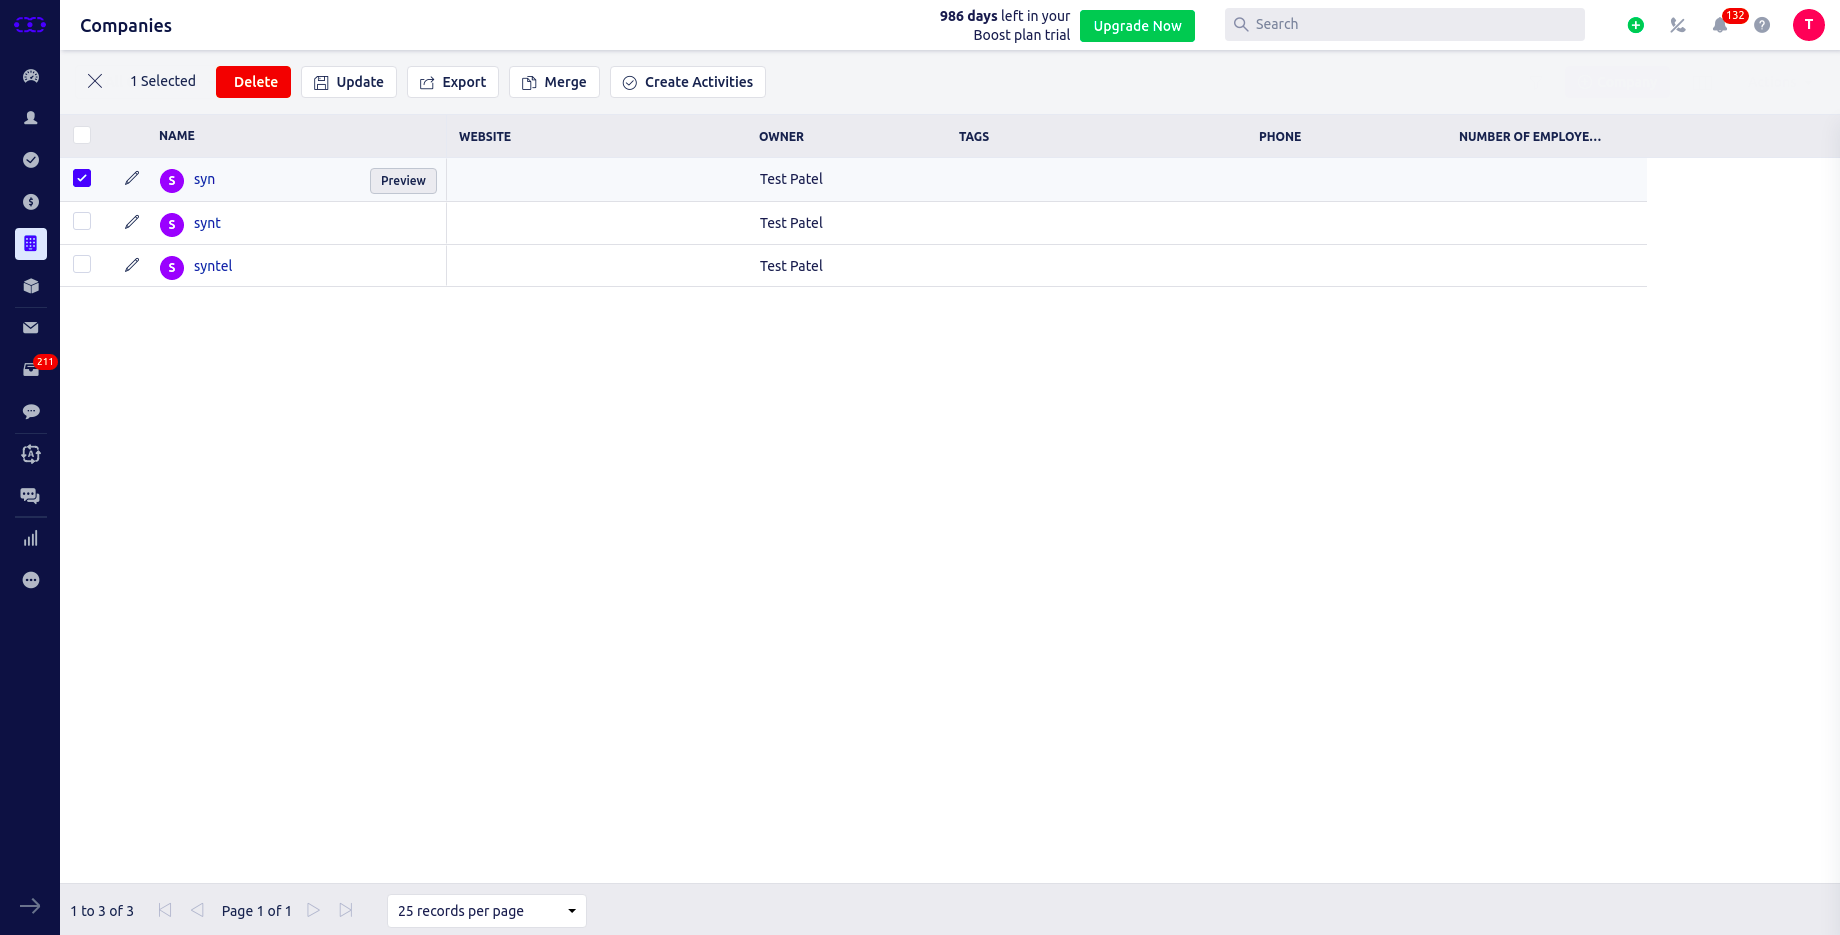 Companies
986 days left in your
Boost plan trial
Upgrade Now
Search
132
?
T
1 Selected
Delete
Update
Export
Merge
Create Activities
NAME
WEBSITE
OWNER
TAGS
PHONE
NUMBER OF EMPLOYE...
S
syn
Preview
Test Patel
S
synt
Test Patel
S
syntel
Test Patel
$
211
A
1 to 3 of 3
Page 1 of 1
25 records per page